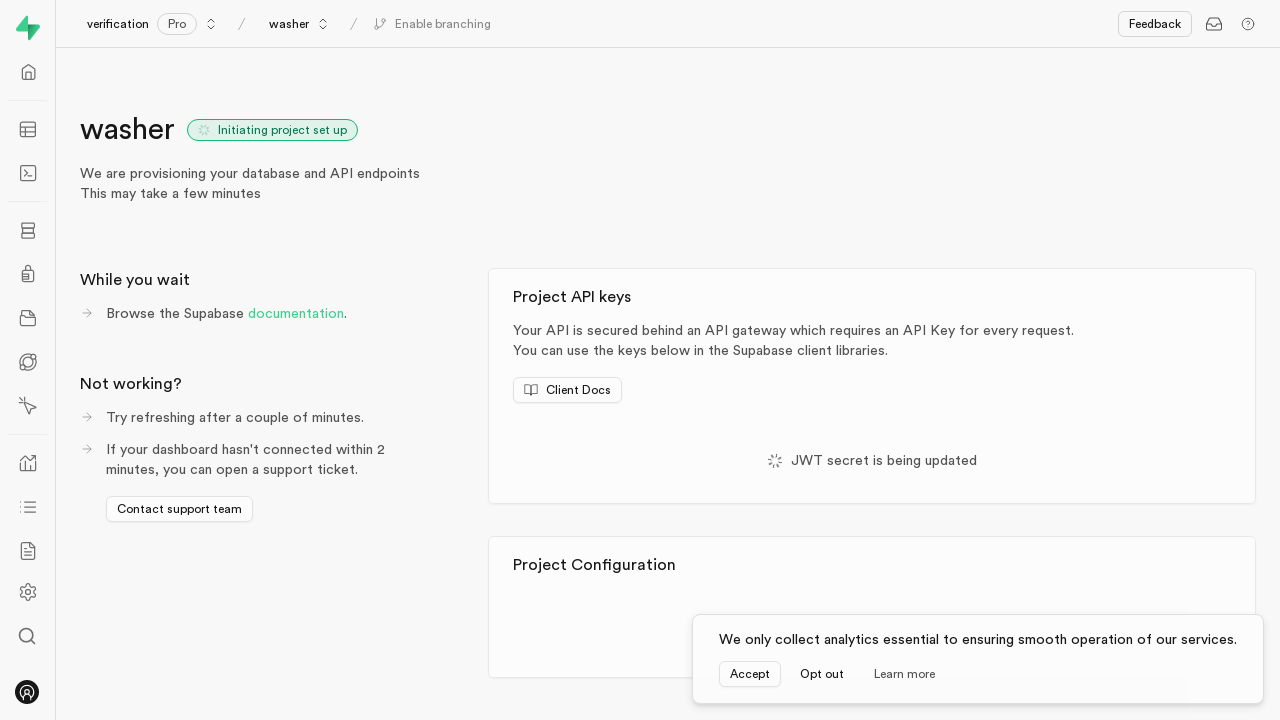 verification Pro / washer / Enable branching
Feedback
washer
Initiating project set up
We are provisioning your database and API endpoints
This may take a few minutes
While you wait
Browse the Supabase documentation.
Not working?
Try refreshing after a couple of minutes.
If your dashboard hasn't connected within 2
minutes, you can open a support ticket.
Contact support team
Project API keys
Your API is secured behind an API gateway which requires an API Key for every request.
You can use the keys below in the Supabase client libraries.
Client Docs
JWT secret is being updated
Project Configuration
We only collect analytics essential to ensuring smooth operation of our services.
Accept Opt out Learn more